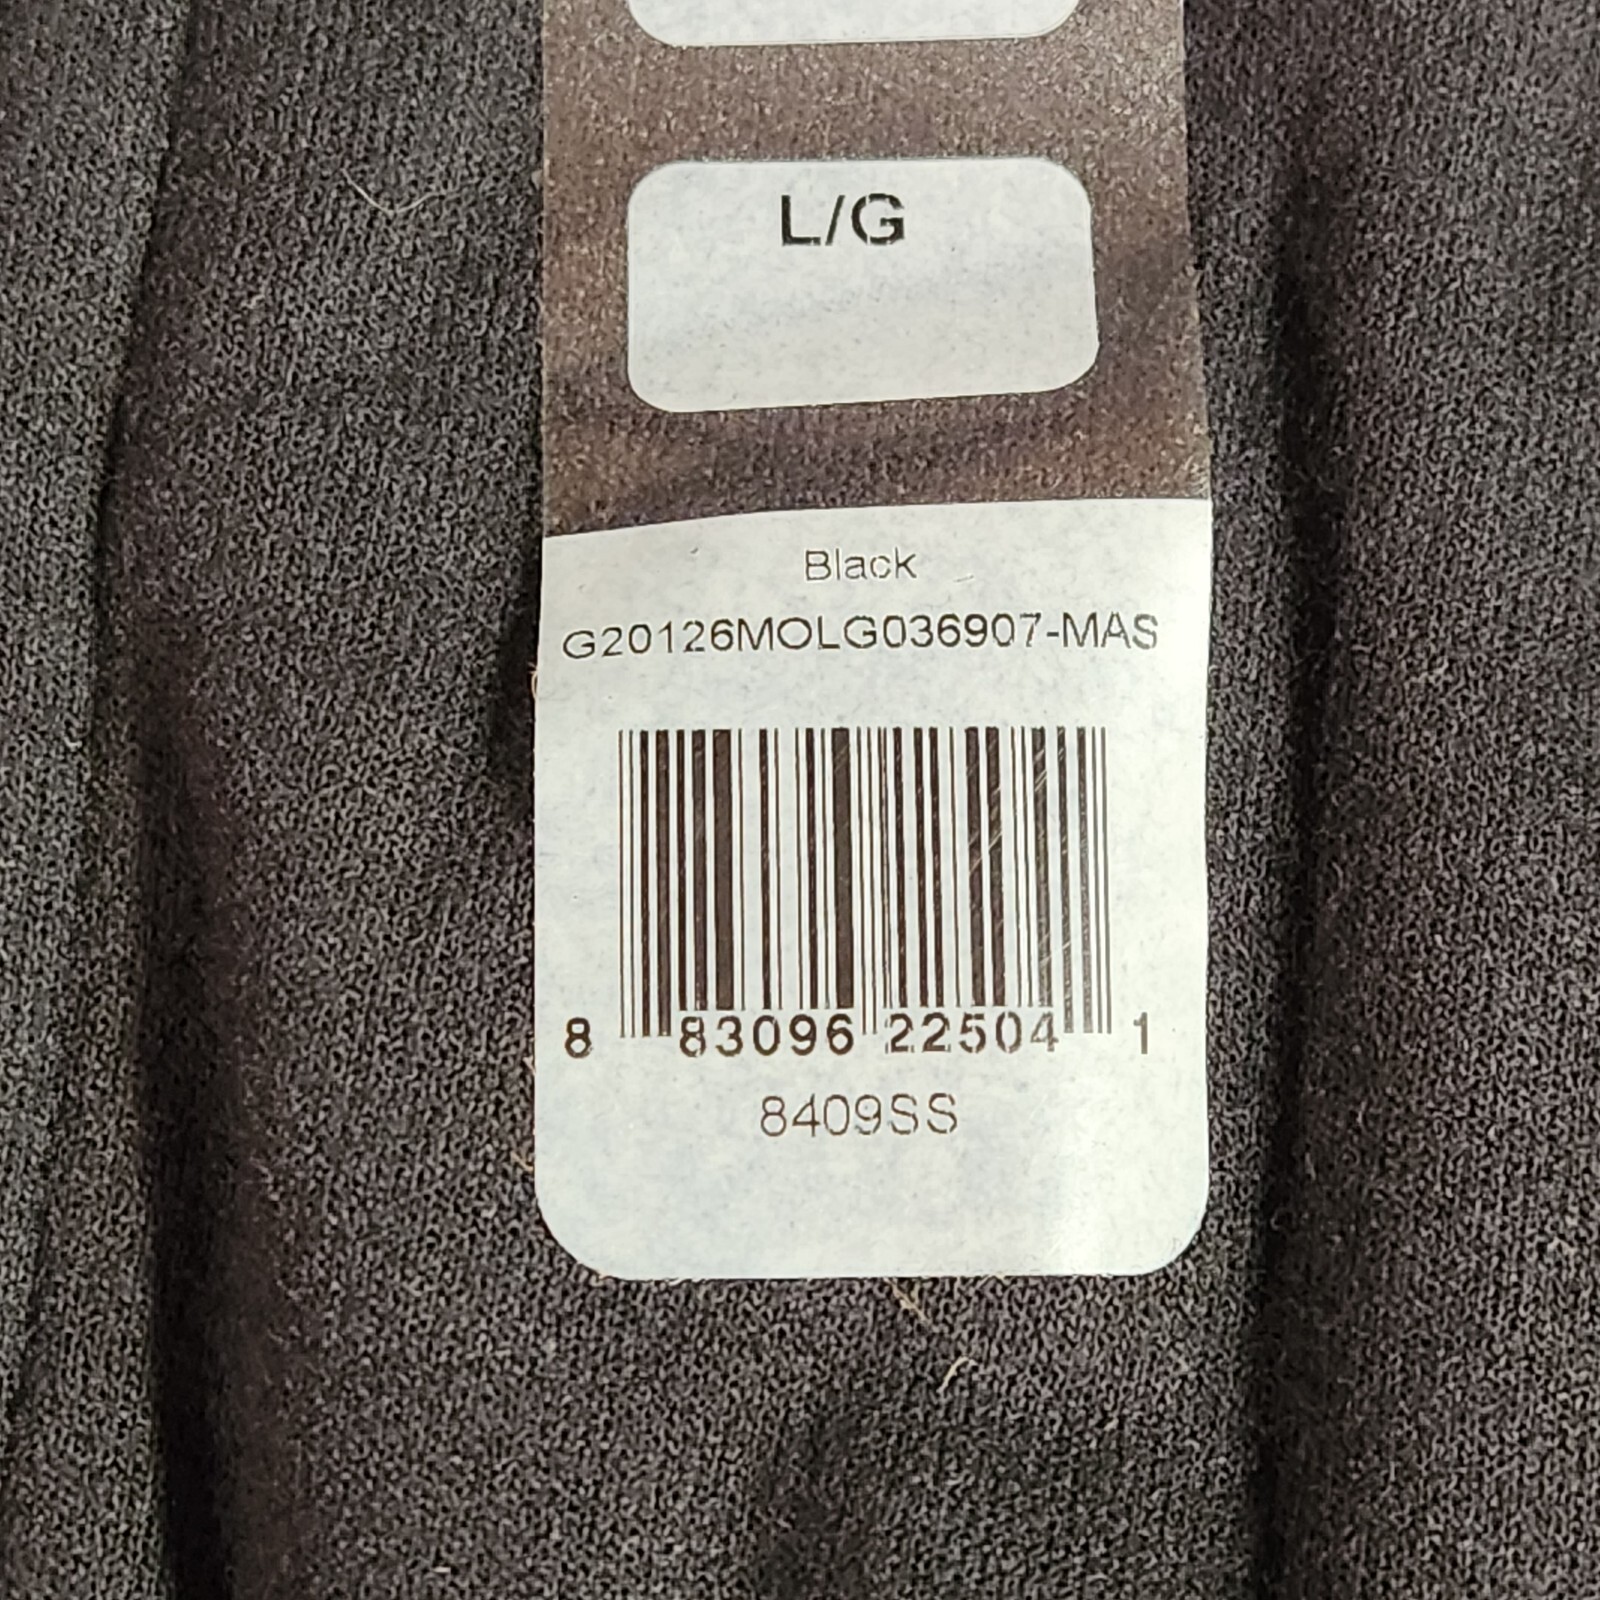 L/G
Black
G20126MOLG036907-MAS
8 83096 22504 1
8409SS